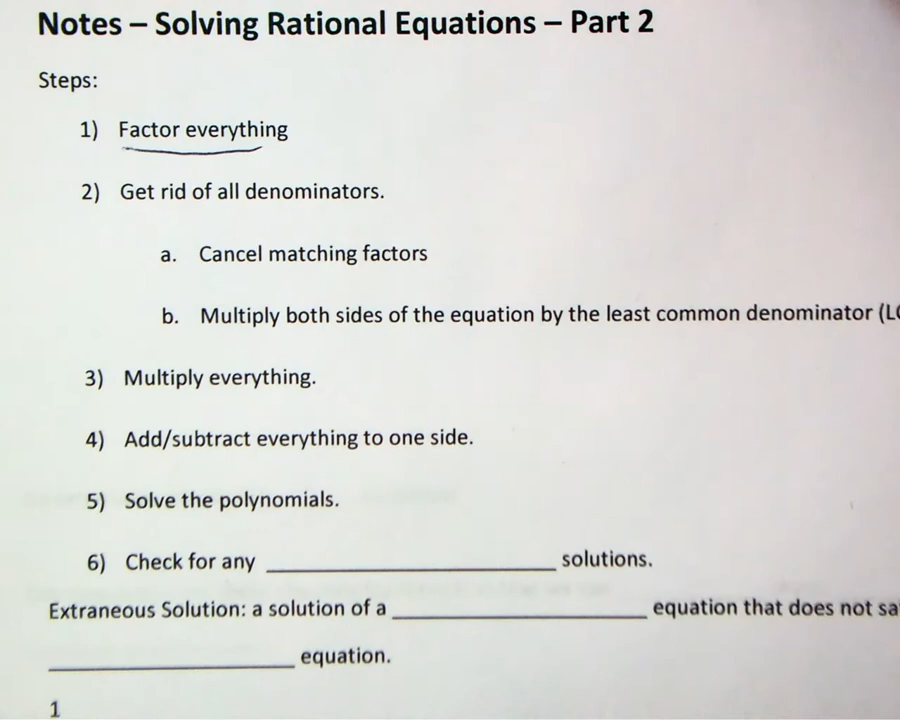 Notes – Solving Rational Equations – Part 2
Steps:
1) Factor everything
2) Get rid of all denominators.
a. Cancel matching factors
b. Multiply both sides of the equation by the least common denominator
3) Multiply everything.
4) Add/subtract everything to one side.
5) Solve the polynomials.
6) Check for any ____________________ solutions.
Extraneous Solution: a solution of a __________________ equation that does not
__________________ equation.
1